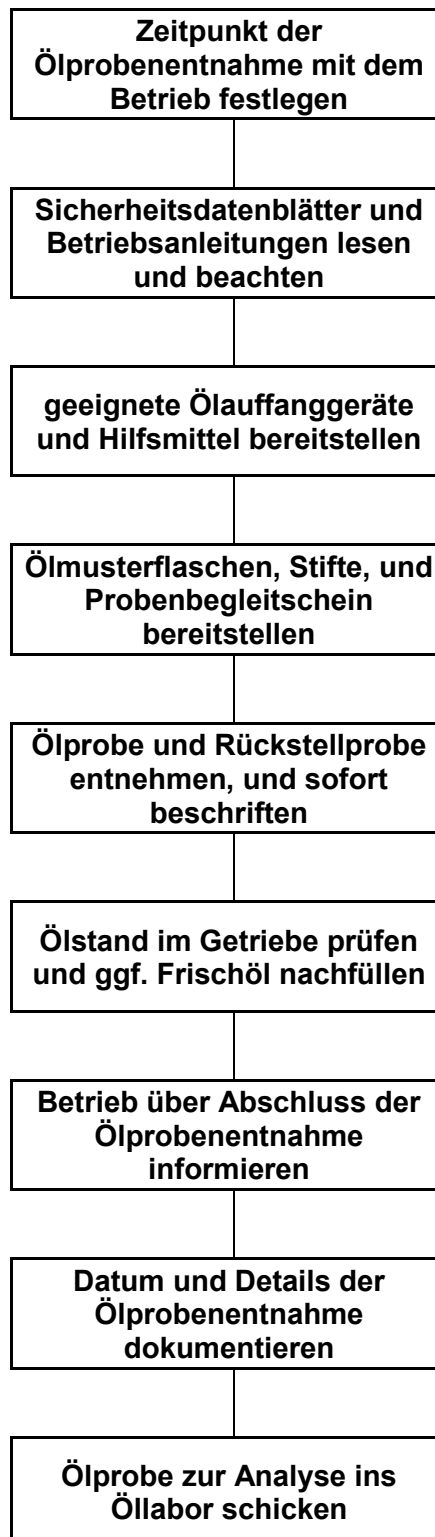 Zeitpunkt der
Ölprobenentnahme mit dem
Betrieb festlegen
Sicherheitsdatenblätter und
Betriebsanleitungen lesen
und beachten
geeignete Ölauffanggeräte
und Hilfsmittel bereitstellen
Ölmusterflaschen, Stifte, und
Probenbegleitschein
bereitstellen
Ölprobe und Rückstellprobe
entnehmen, und sofort
beschriften
Ölstand im Getriebe prüfen
und ggf. Frischöl nachfüllen
Betrieb über Abschluss der
Ölprobenentnahme
informieren
Datum und Details der
Ölprobenentnahme
dokumentieren
Ölprobe zur Analyse ins
Öllabor schicken